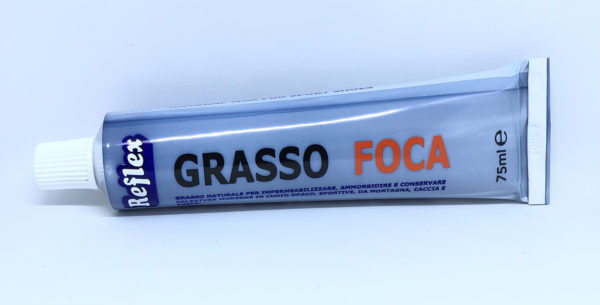 Reflex
GRASSO FOCA
GRASSO NATURALE PER IMPERMEABILIZZARE, AMMORBIDIRE E CONSERVARE
CALZATURE MODERNE IN CUOIO OPACO, SPORTIVE, DA MONTAGNA, CACCIA E
75ml e